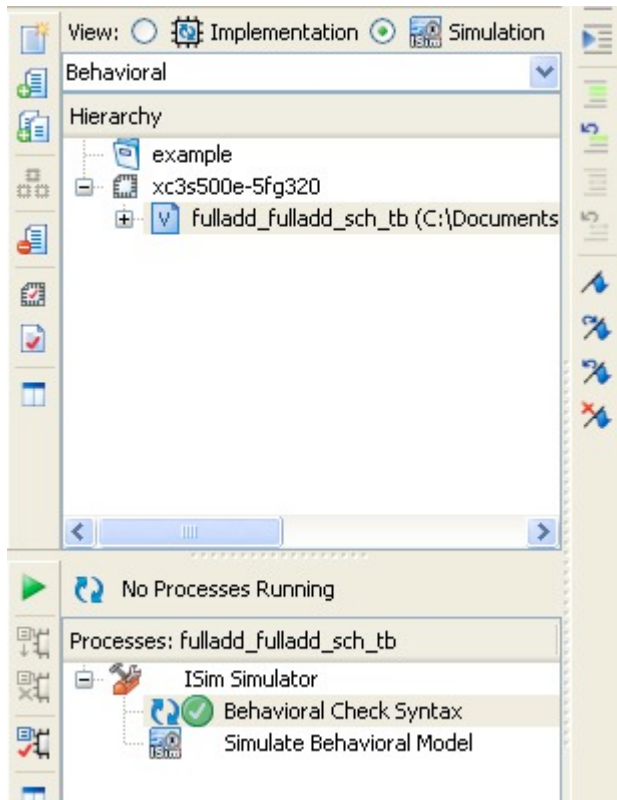 View: Implementation Simulation
Behavioral
Hierarchy
example
xc3s500e-5fg320
fulladd_fulladd_sch_tb (C:\Documents
No Processes Running
Processes: fulladd_fulladd_sch_tb
ISim Simulator
Behavioral Check Syntax
Simulate Behavioral Model